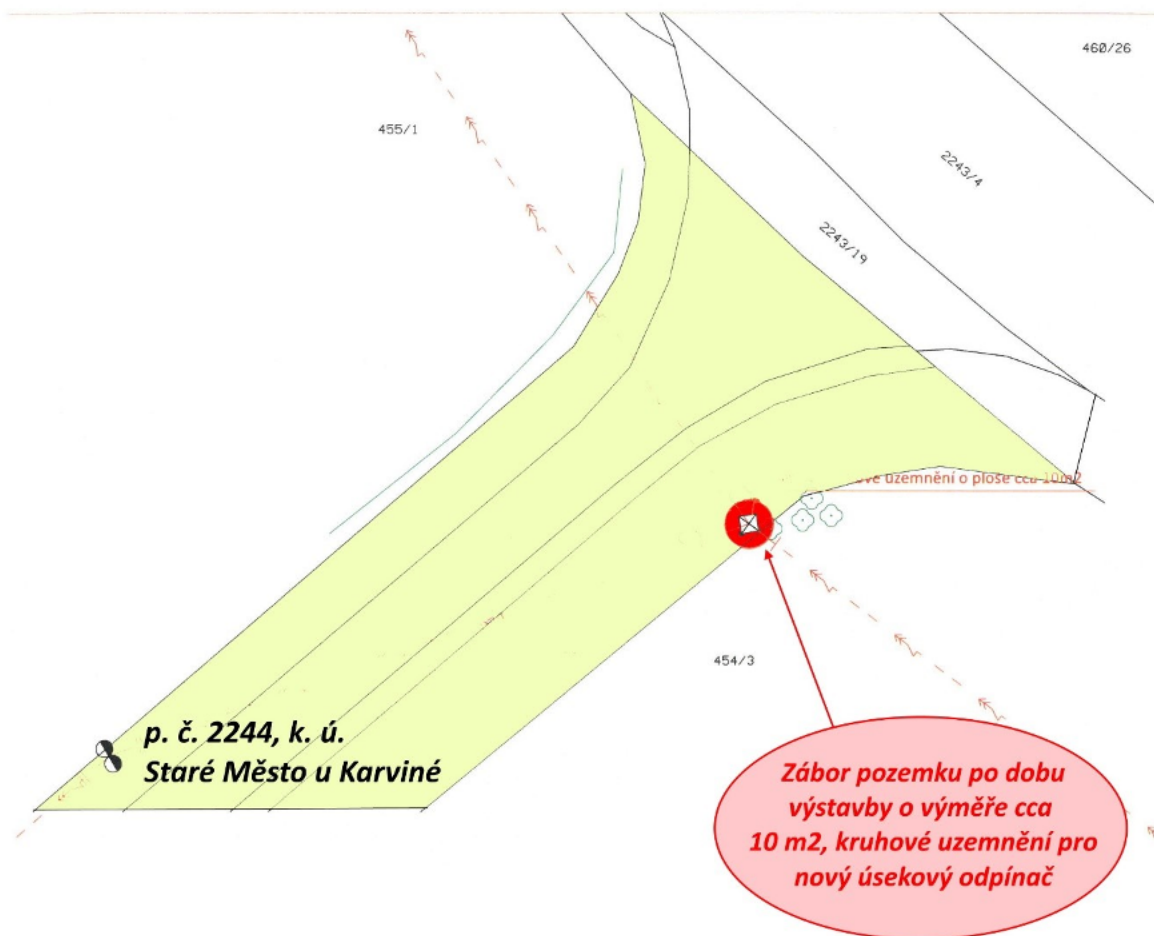 460/26
455/1
2243/4
2243/19
uzemnění o ploše cca 10m2
454/3
p. č. 2244, k. ú.
Staré Město u Karviné
Zábor pozemku po dobu
výstavby o výměře cca
10 m2, kruhové uzemnění pro
nový úsekový odpínač